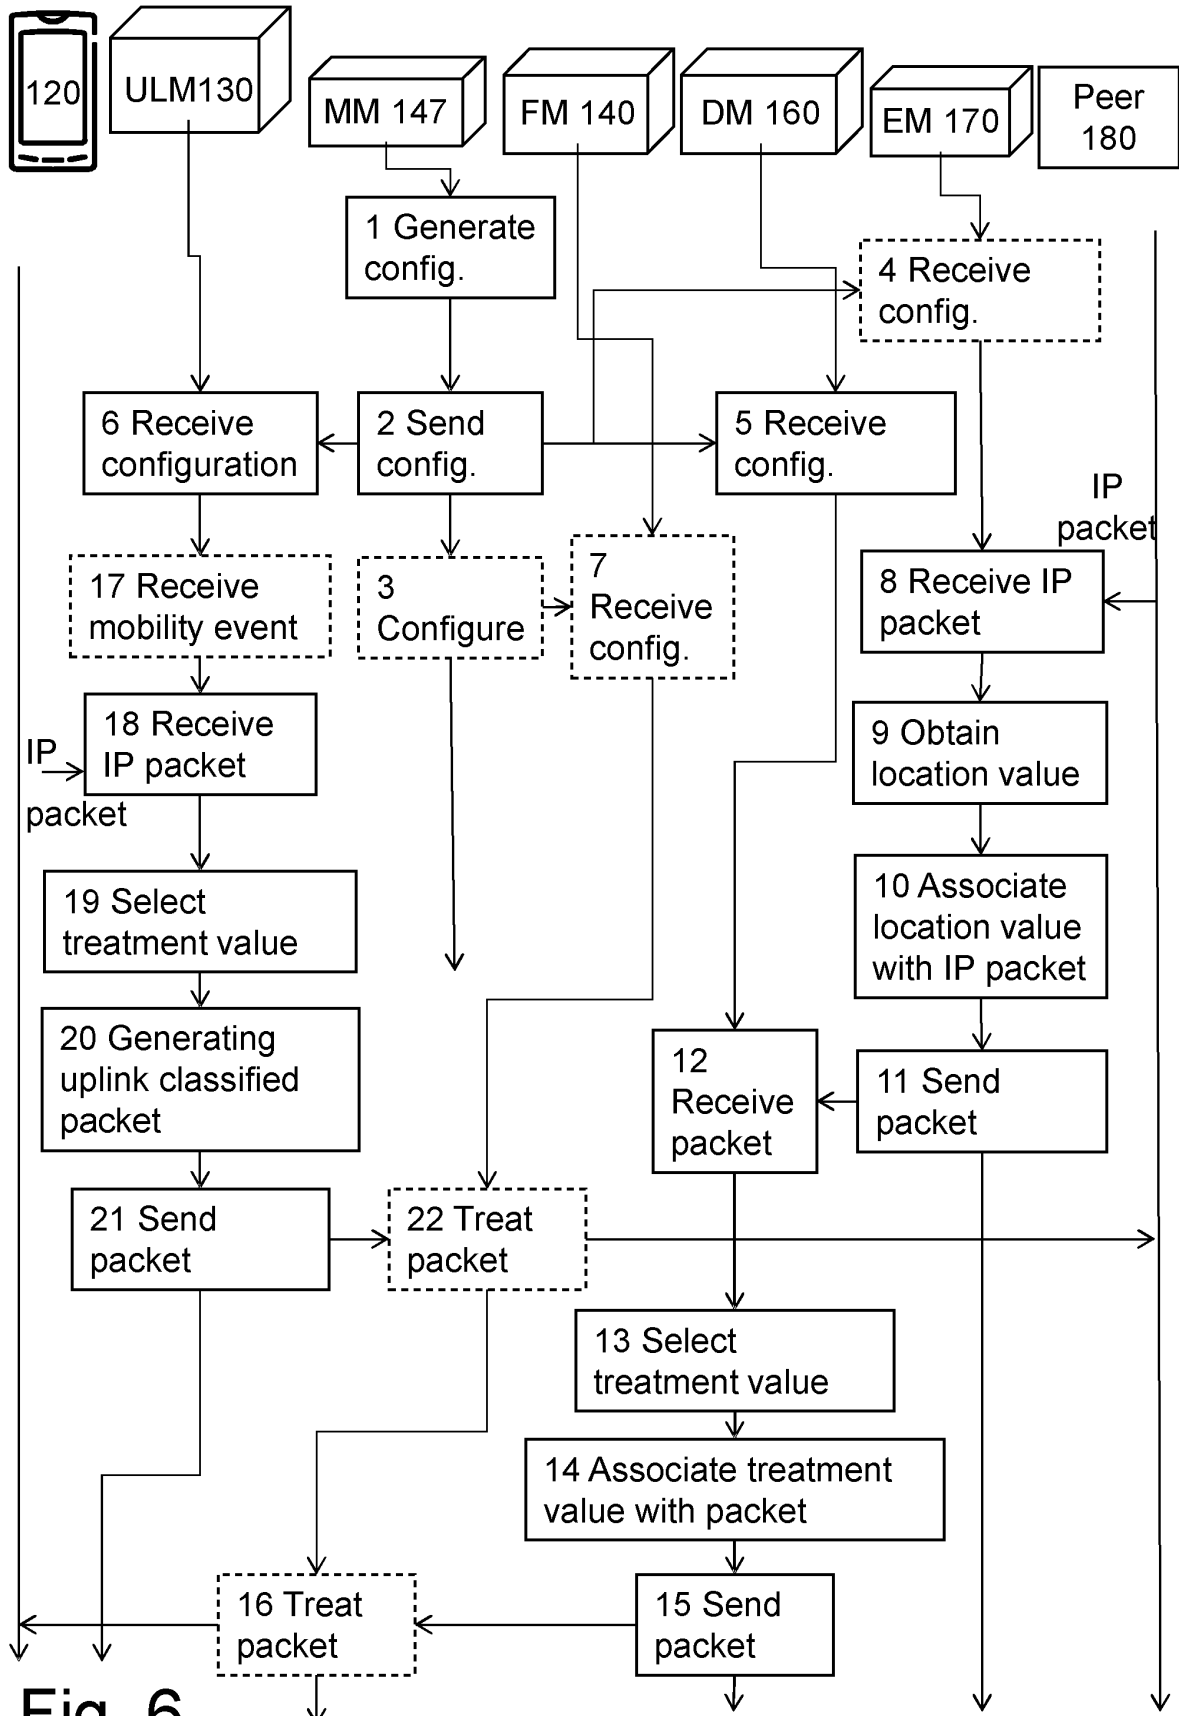 120
ULM130
MM 147
FM 140
DM 160
EM 170
Peer
180
1 Generate
config.
4 Receive
config.
6 Receive
configuration
2 Send
config.
5 Receive
config.
IP
packet
17 Receive
mobility event
3
Configure
7
Receive
config.
8 Receive IP
packet
18 Receive
IP packet
IP
packet
9 Obtain
location value
19 Select
treatment value
10 Associate
location value
with IP packet
20 Generating
uplink classified
packet
12
Receive
packet
11 Send
packet
21 Send
packet
22 Treat
packet
13 Select
treatment value
14 Associate treatment
value with packet
16 Treat
packet
15 Send
packet
Fig. 6